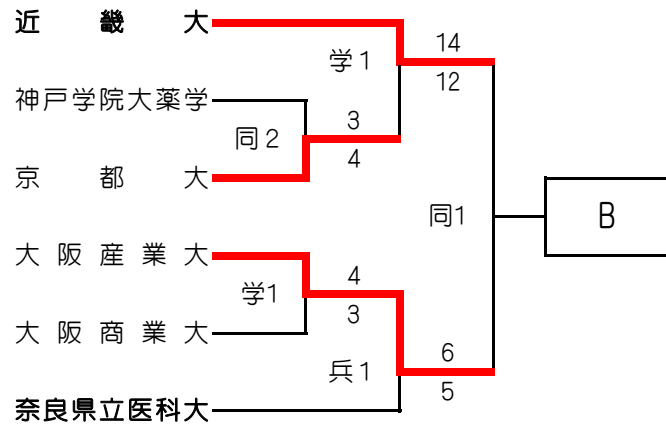 近畿大
学1
14
12
神戸学院大薬学
同2
3
4
京都大
同1
B
大阪産業大
学1
4
3
大阪商業大
兵1
6
5
奈良県立医科大